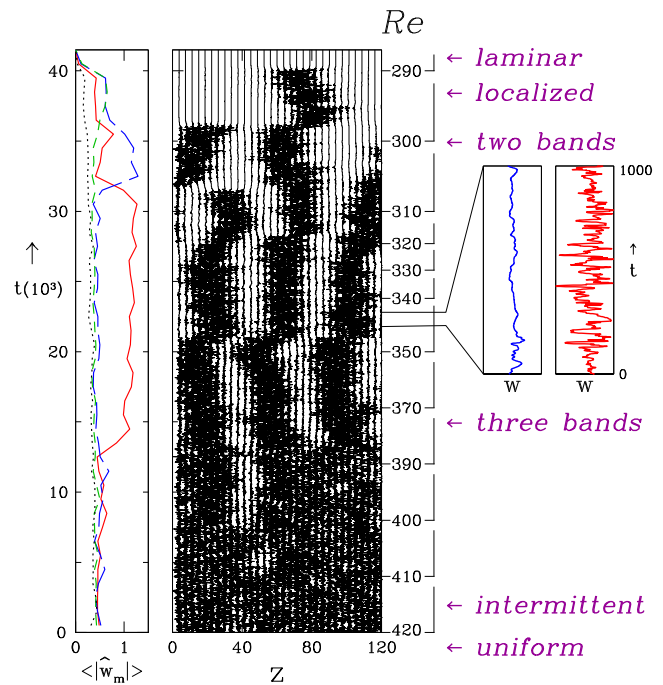 Re
40
30
20
10
0
↑
t(10³)
0 1
<|ŵₘ|>
0 40 80 120
Z
290
300
310
320
330
340
350
370
390
400
410
420
← laminar
← localized
← two bands
← three bands
← intermittent
← uniform
1000
↑
t
0
w
w